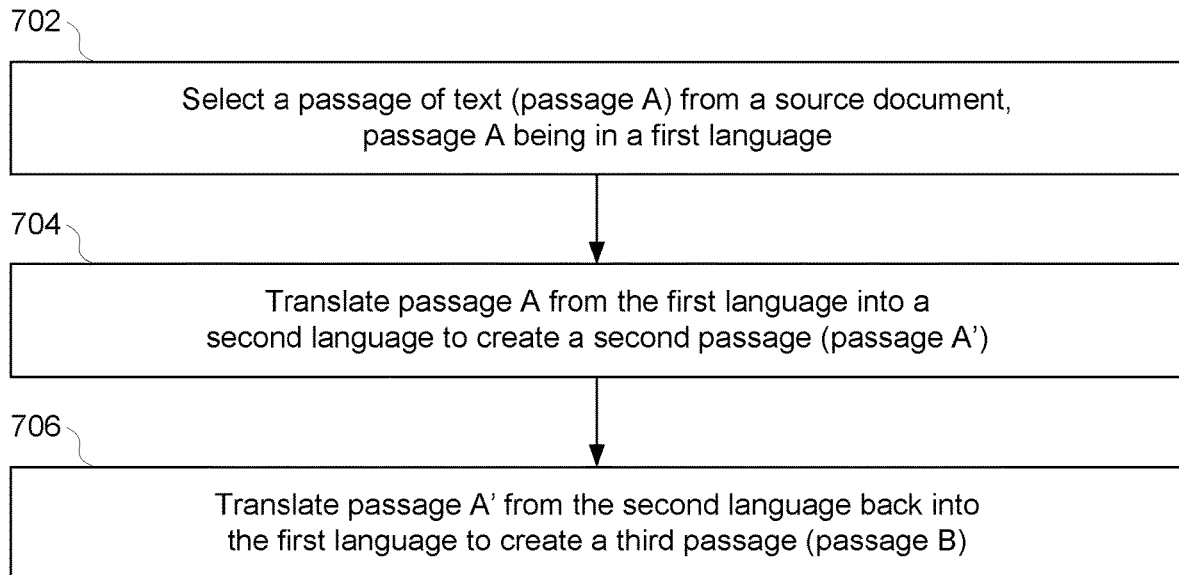 702
Select a passage of text (passage A) from a source document,
passage A being in a first language
704
Translate passage A from the first language into a
second language to create a second passage (passage A’)
706
Translate passage A’ from the second language back into
the first language to create a third passage (passage B)